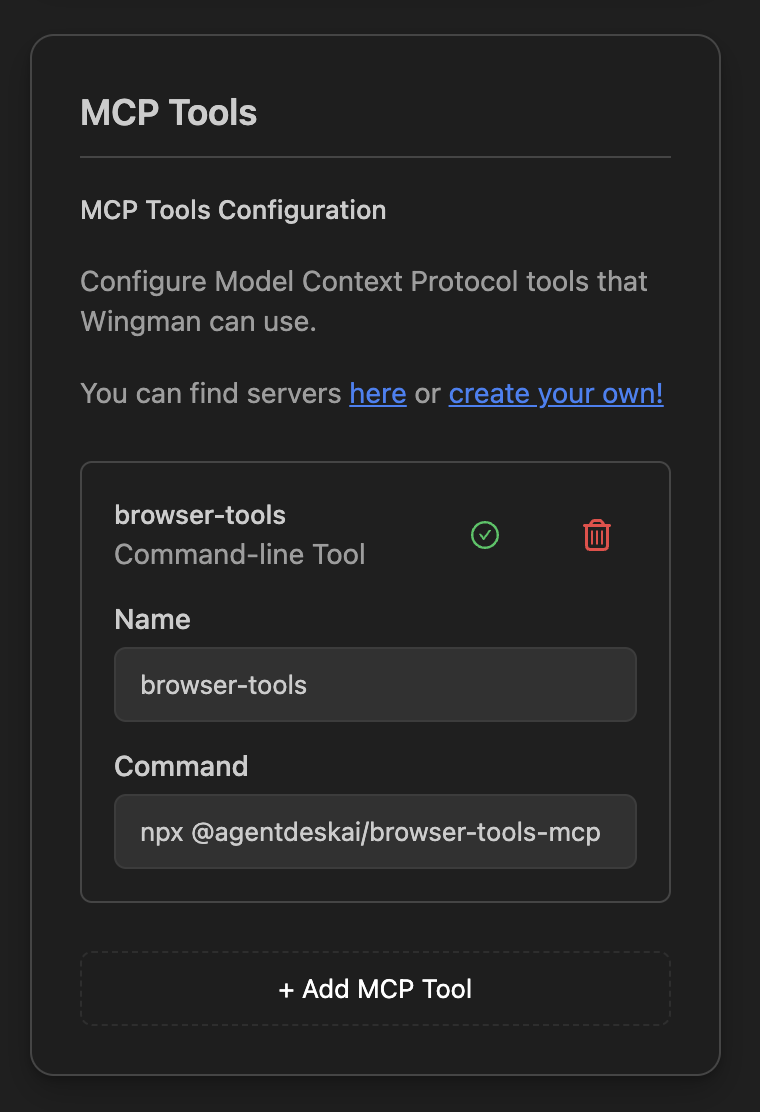 MCP Tools
MCP Tools Configuration
Configure Model Context Protocol tools that
Wingman can use.
You can find servers here or create your own!
browser-tools
Command-line Tool
Name
browser-tools
Command
npx @agentdeskai/browser-tools-mcp
+ Add MCP Tool